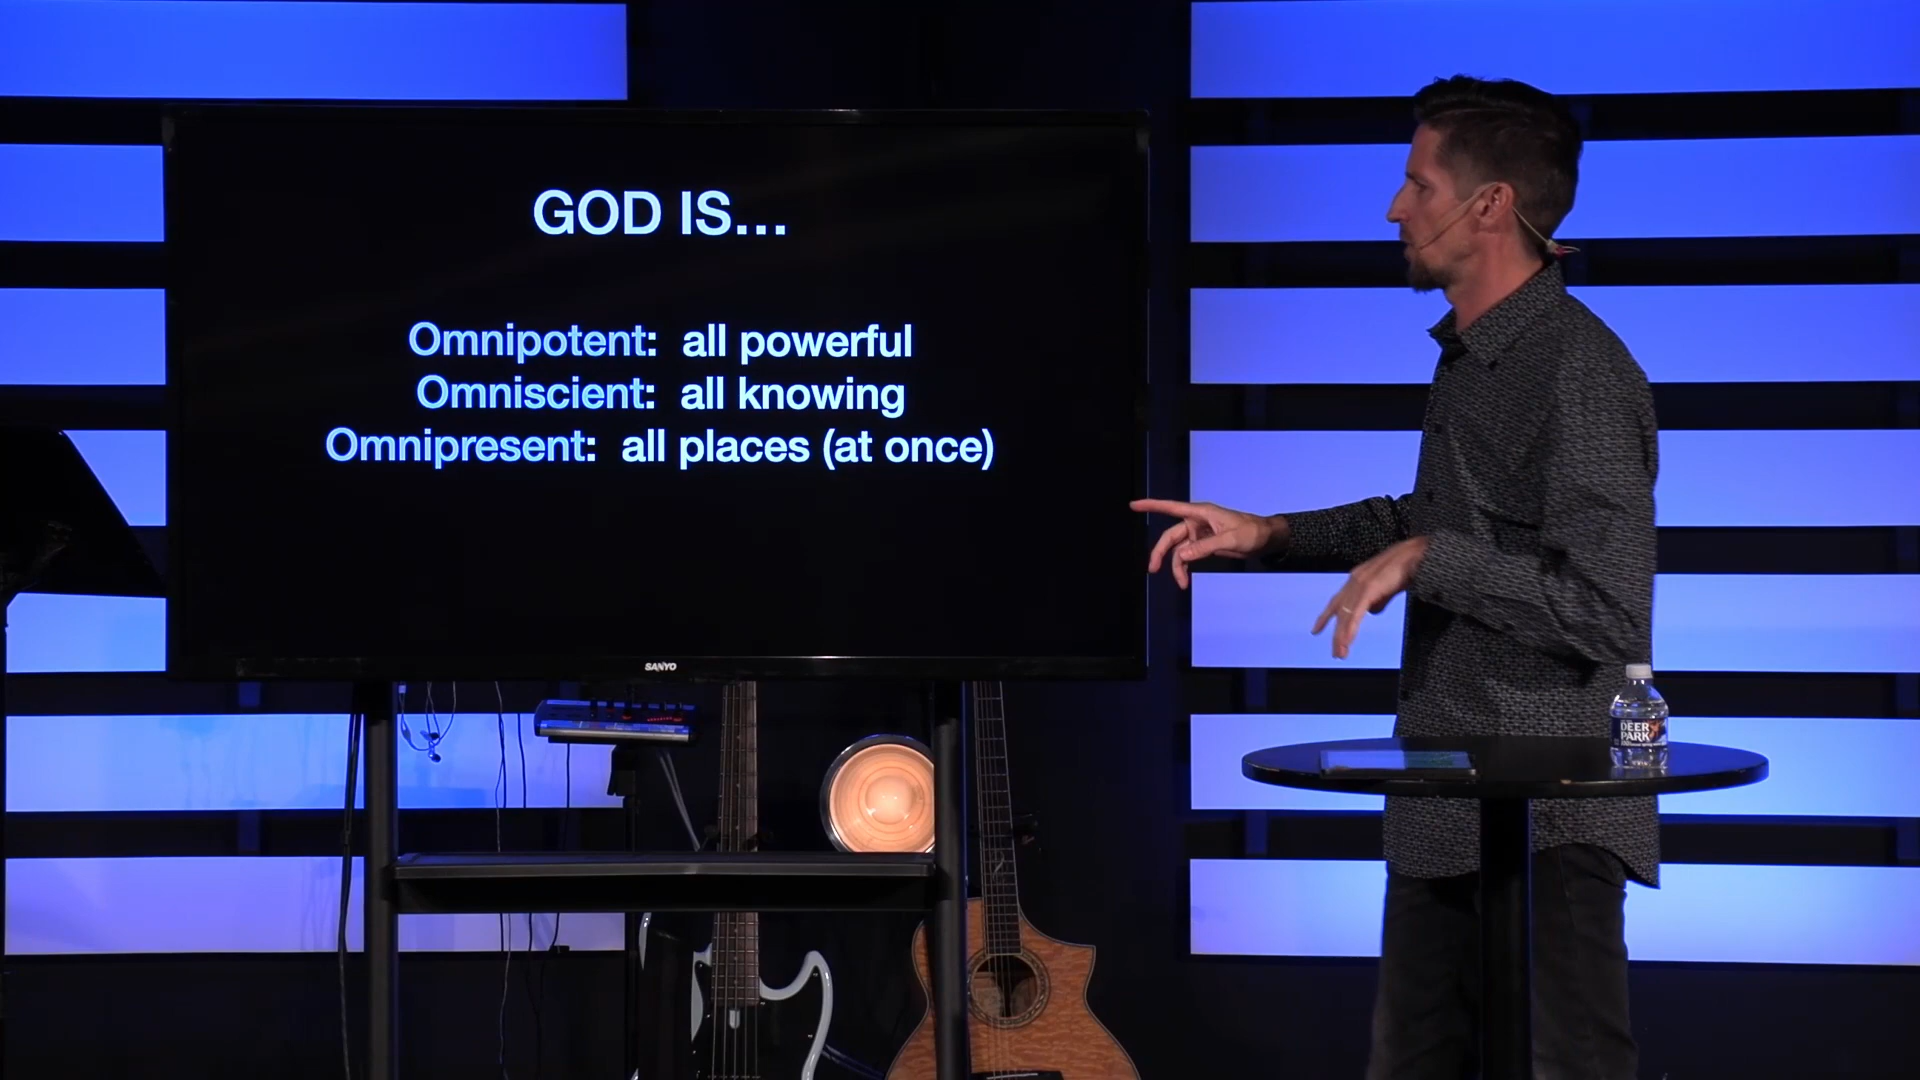 GOD IS...
Omnipotent: all powerful
Omniscient: all knowing
Omnipresent: all places (at once)
SANYO
DEER
PARK